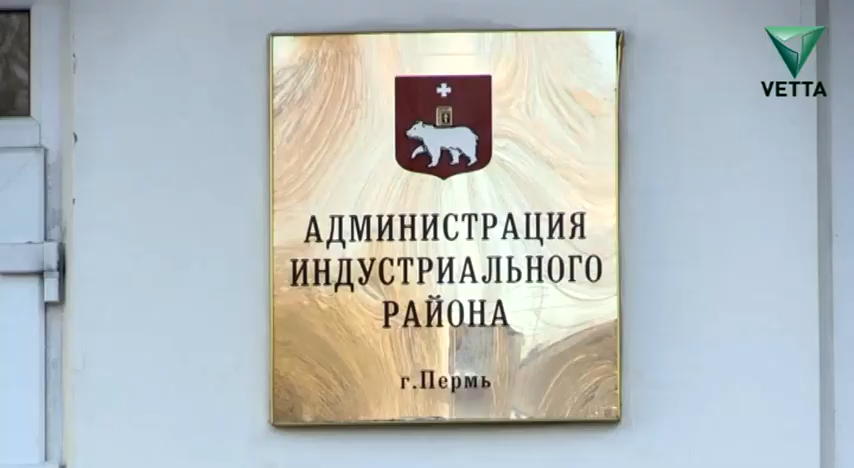 VETTA
АДМИНИСТРАЦИЯ
ИНДУСТРИАЛЬНОГО
РАЙОНА
г.Пермь